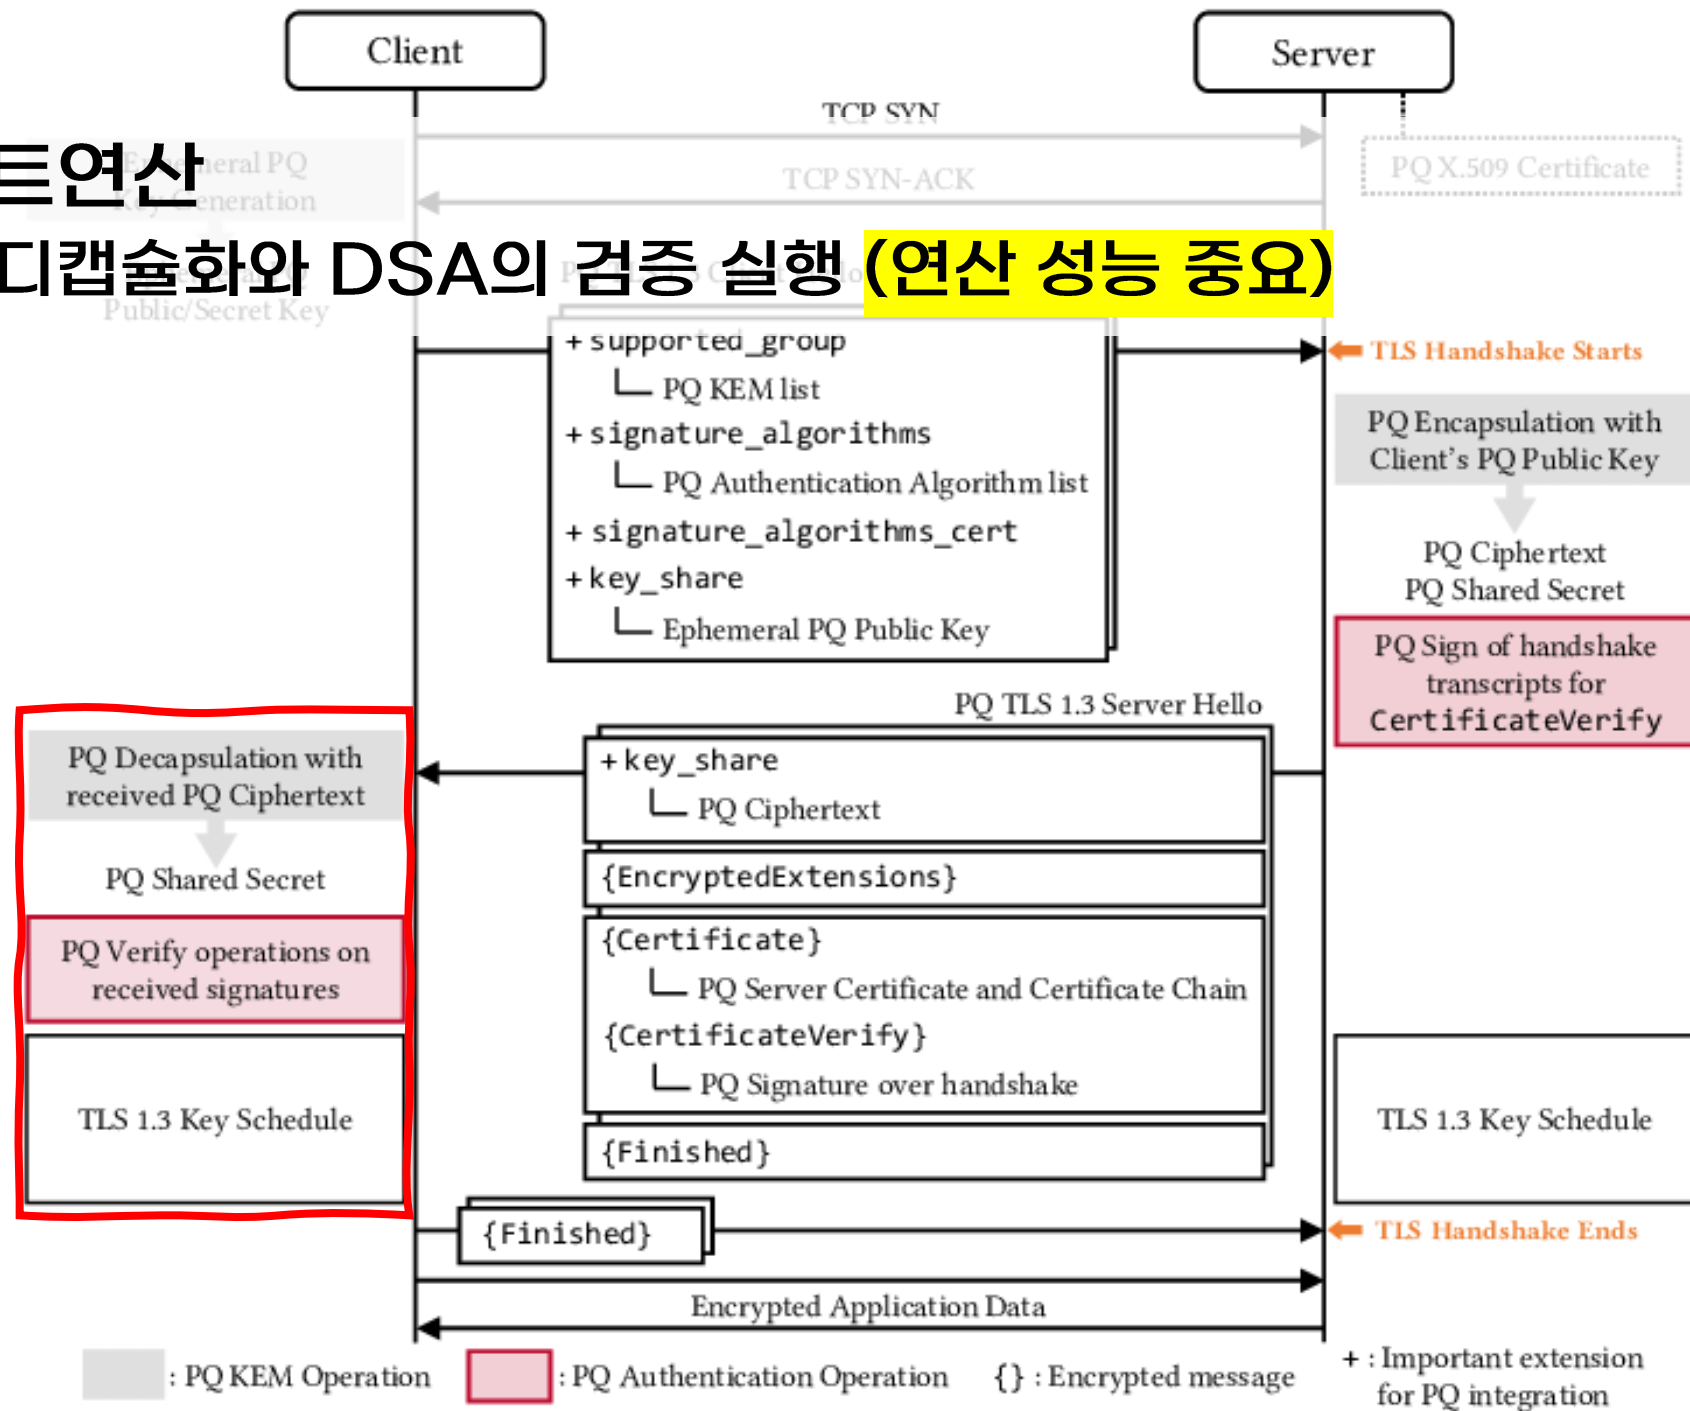 Client
Server
TCP SYN
Ephemeral PQ
Key Generation
TCP SYN-ACK
PQ X.509 Certificate
트연산
디캡슐화와 DSA의 검증 실행 (연산 성능 중요)
Public/Secret Key
+ supported_group
PQ KEM list
+ signature_algorithms
PQ Authentication Algorithm list
+ signature_algorithms_cert
+ key_share
Ephemeral PQ Public Key
TLS Handshake Starts
PQ Encapsulation with
Client's PQ Public Key
PQ Ciphertext
PQ Shared Secret
PQ Sign of handshake
transcripts for
CertificateVerify
PQ TLS 1.3 Server Hello
PQ Decapsulation with
received PQ Ciphertext
PQ Shared Secret
PQ Verify operations on
received signatures
TLS 1.3 Key Schedule
+ key_share
PQ Ciphertext
{EncryptedExtensions}
{Certificate}
PQ Server Certificate and Certificate Chain
{CertificateVerify}
PQ Signature over handshake
{Finished}
TLS 1.3 Key Schedule
{Finished}
TLS Handshake Ends
Encrypted Application Data
: PQ KEM Operation
: PQ Authentication Operation
{} : Encrypted message
+ : Important extension
for PQ integration